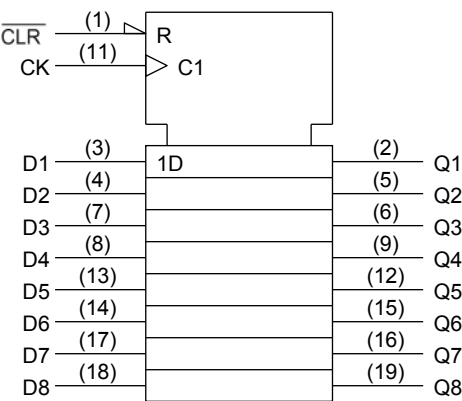 C̅L̅R̅ (1) R
CK (11) C1
D1 (3) 1D (2) Q1
D2 (4) (5) Q2
D3 (7) (6) Q3
D4 (8) (9) Q4
D5 (13) (12) Q5
D6 (14) (15) Q6
D7 (17) (16) Q7
D8 (18) (19) Q8